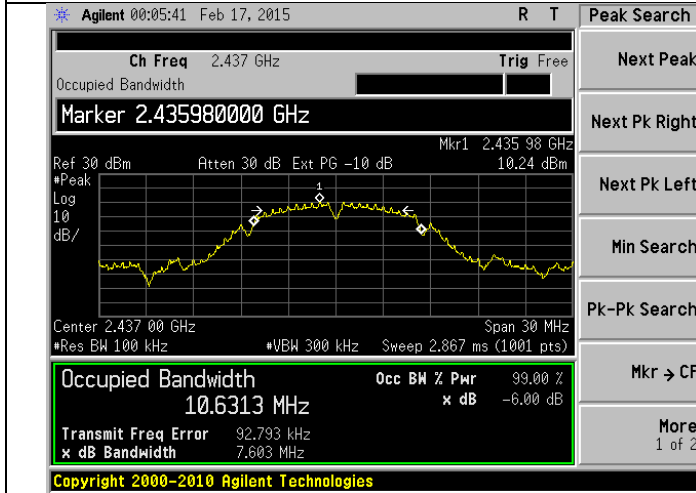 Agilent 00:05:41 Feb 17, 2015 R T
Peak Search
Ch Freq 2.437 GHz Trig Free
Occupied Bandwidth
Next Peak
Marker 2.435980000 GHz
Next Pk Right
Mkr1 2.435 98 GHz
Ref 30 dBm Atten 30 dB Ext PG -10 dB 10.24 dBm
#Peak
Log
10
dB/
1
Next Pk Left
Min Search
Pk-Pk Search
Center 2.437 00 GHz Span 30 MHz
#Res BW 100 kHz #VBW 300 kHz Sweep 2.867 ms (1001 pts)
Mkr → CF
Occupied Bandwidth Occ BW % Pwr 99.00 %
10.6313 MHz x dB -6.00 dB
Transmit Freq Error 92.793 kHz
x dB Bandwidth 7.603 MHz
More
1 of 2
Copyright 2000-2010 Agilent Technologies